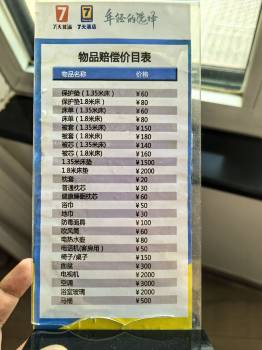 7天酒店
7天酒店
年轻的选择
物品赔偿价目表
物品名称 价格
保护垫（1.35米床） ¥60
保护垫（1.8米床） ¥80
床单（1.35米床） ¥60
床单（1.8米床） ¥80
被套（1.35米床） ¥150
被套（1.8米床） ¥180
被芯（1.35米床） ¥140
被芯（1.8米床） ¥160
1.35米床垫 ¥1500
1.8米床垫 ¥2000
枕套 ¥20
普通枕芯 ¥30
健康睡眠枕芯 ¥60
浴巾 ¥50
地巾 ¥30
防毒面具 ¥100
吹风筒 ¥60
电热水壶 ¥80
电话机(客房用) ¥50
椅子/桌子 ¥150
面盆 ¥300
电视机 ¥2000
空调 ¥3000
浴室玻璃 ¥2000
马桶 ¥500